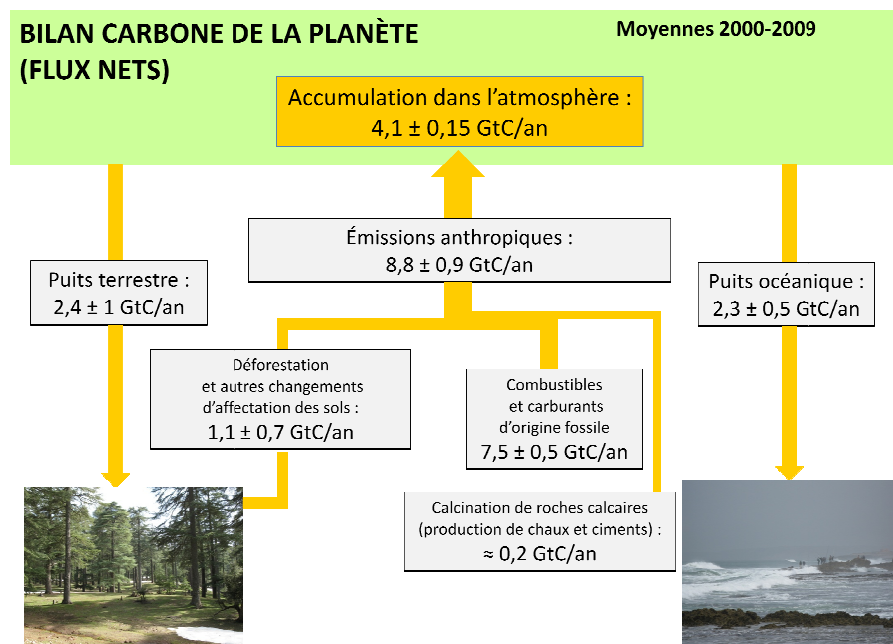 BILAN CARBONE DE LA PLANÈTE
(FLUX NETS)
Moyennes 2000-2009
Accumulation dans l’atmosphère :
4,1 ± 0,15 GtC/an
Émissions anthropiques :
8,8 ± 0,9 GtC/an
Puits terrestre :
2,4 ± 1 GtC/an
Puits océanique :
2,3 ± 0,5 GtC/an
Déforestation
et autres changements
d’affectation des sols :
1,1 ± 0,7 GtC/an
Combustibles
et carburants
d’origine fossile
7,5 ± 0,5 GtC/an
Calcination de roches calcaires
(production de chaux et ciments) :
≈ 0,2 GtC/an